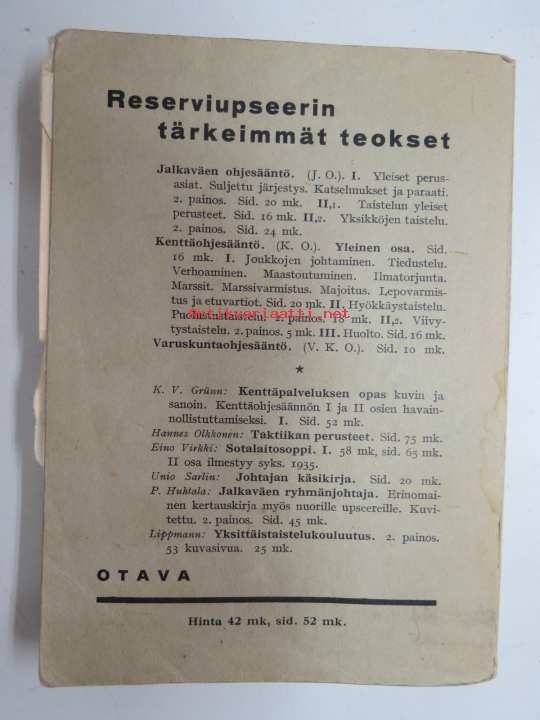 Reserviupseerin
tärkeimmät teokset
Jalkaväen ohjesääntö. (J. O.). I. Yleiset perus-
asiat. Suljettu järjestys. Katselmukset ja paraati.
2. painos. Sid. 20 mk. II,1. Taistelun yleiset
perusteet. Sid. 16 mk. II,2. Yksikköjen taistelu.
2. painos. Sid. 24 mk.
Kenttäohjesääntö. (K. O.). Yleinen osa. Sid.
16 mk. I. Joukkojen johtaminen. Tiedustelu.
Verhoaminen. Maastoutuminen. Ilmatorjunta.
Marssit. Marssivarmistus. Majoitus. Lepovarmis-
tus ja etuvartiot. Sid. 20 mk. II. Hyökkäystaistelu.
Puolustustaistelu. 2. painos. 18 mk. II,2. Viivy-
tystaistelu. 2. painos. 5 mk. III. Huolto. Sid. 16 mk.
antikvariaatti.net
Varuskuntaohjesääntö. (V. K. O.). Sid. 10 mk.
*
K. V. Grünn: Kenttäpalveluksen opas kuvin ja
sanoin. Kenttäohjesäännön I ja II osien havain-
nollistuttamiseksi. I. Sid. 52 mk.
Hannes Olkkonen: Taktiikan perusteet. Sid. 75 mk.
Eino Virkki: Sotalaitosoppi. I. 58 mk, sid. 65 mk.
II osa ilmestyy syks. 1935.
Unio Sarlin: Johtajan käsikirja. Sid. 20 mk.
P. Huhtala: Jalkaväen ryhmänjohtaja. Erinomai-
nen kertauskirja myös nuorille upseereille. Kuvi-
tettu. 2. painos. Sid. 45 mk.
Lippmann: Yksittäistaistelukouluutus. 2. painos.
53 kuvasivua. 25 mk.
OTAVA
Hinta 42 mk, sid. 52 mk.